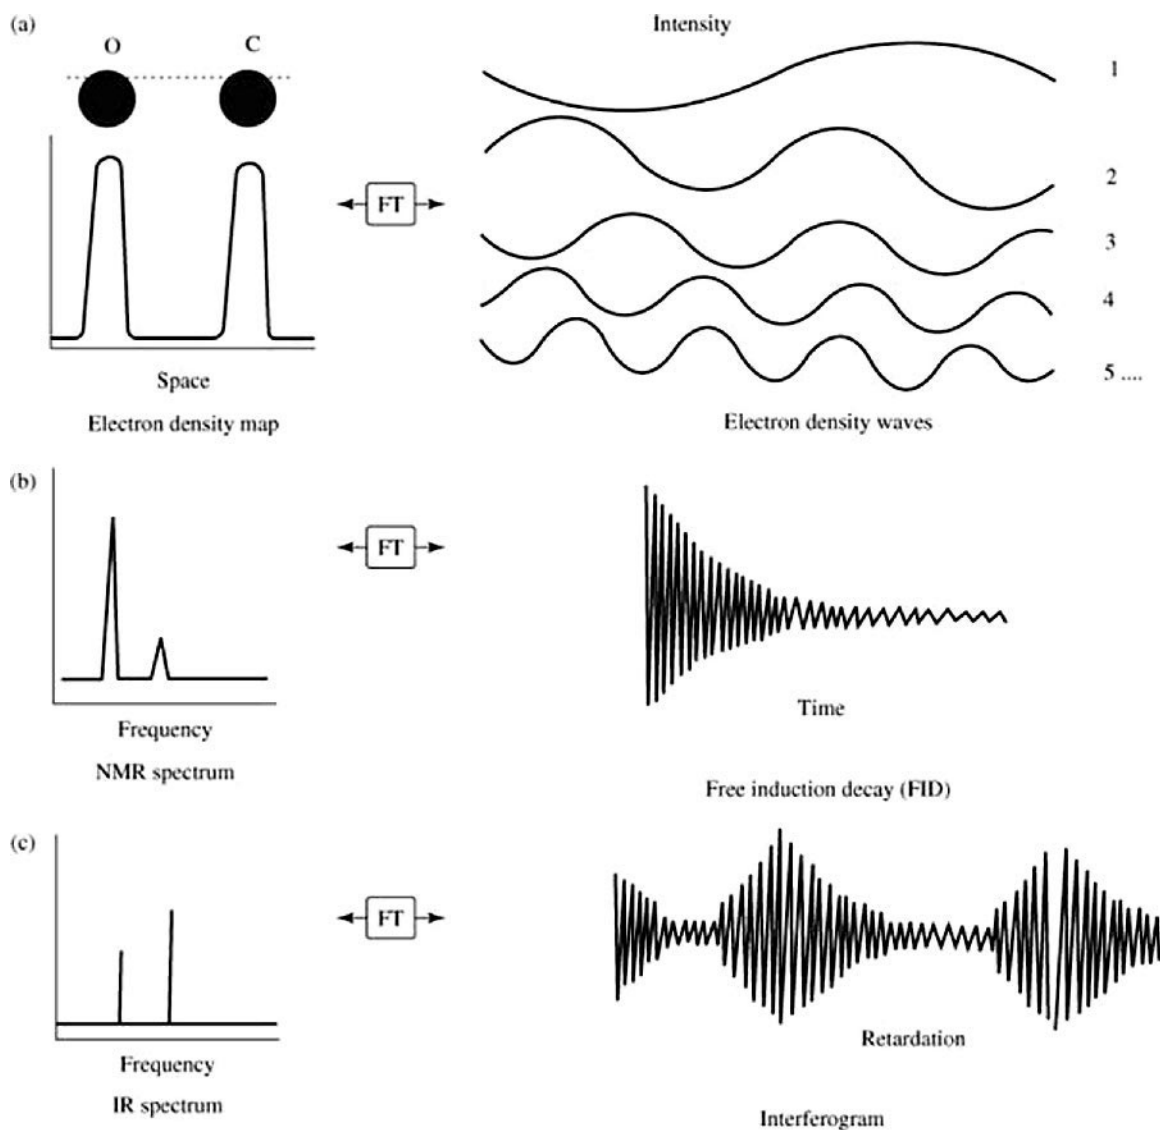 (a)
O C
Intensity
1
2
3
4
5 ....
FT
Space
Electron density map
Electron density waves
(b)
FT
Frequency
NMR spectrum
Time
Free induction decay (FID)
(c)
FT
Frequency
IR spectrum
Retardation
Interferogram